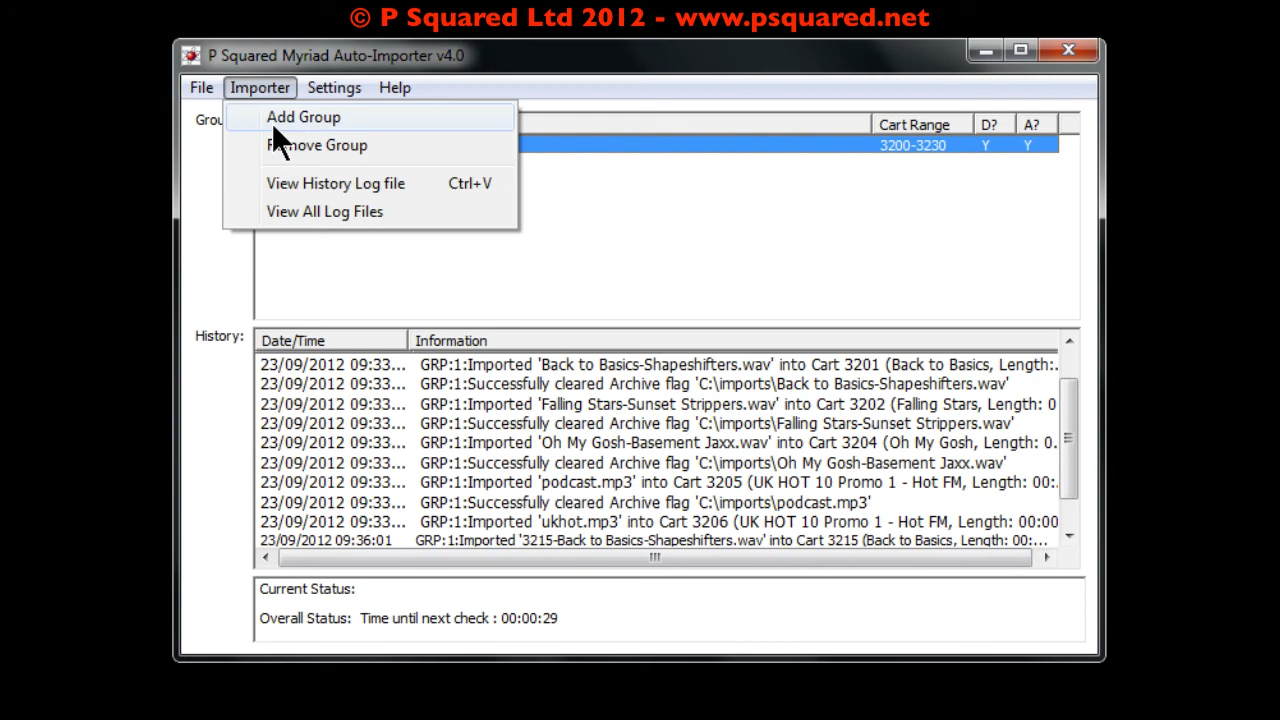 © P Squared Ltd 2012 - www.psquared.net
P Squared Myriad Auto-Importer v4.0
File Importer Settings Help
Add Group
Group
View History Log file Ctrl+V
View All Log Files
Cart Range D? A?
3200-3230 Y Y
History:
Date/Time Information
23/09/2012 09:33... GRP:1:Imported 'Back to Basics-Shapeshifters.wav' into Cart 3201 (Back to Basics, Length:.
23/09/2012 09:33... GRP:1:Successfully cleared Archive flag 'C:\imports\Back to Basics-Shapeshifters.wav'
23/09/2012 09:33... GRP:1:Imported 'Falling Stars-Sunset Strippers.wav' into Cart 3202 (Falling Stars, Length: 0
23/09/2012 09:33... GRP:1:Successfully cleared Archive flag 'C:\imports\Falling Stars-Sunset Strippers.wav'
23/09/2012 09:33... GRP:1:Imported 'Oh My Gosh-Basement Jaxx.wav' into Cart 3204 (Oh My Gosh, Length: 0.
23/09/2012 09:33... GRP:1:Successfully cleared Archive flag 'C:\imports\Oh My Gosh-Basement Jaxx.wav'
23/09/2012 09:33... GRP:1:Imported 'podcast.mp3' into Cart 3205 (UK HOT 10 Promo 1 - Hot FM, Length: 00:.
23/09/2012 09:33... GRP:1:Successfully cleared Archive flag 'C:\imports\podcast.mp3'
23/09/2012 09:33... GRP:1:Imported 'ukhot.mp3' into Cart 3206 (UK HOT 10 Promo 1 - Hot FM, Length: 00:00
23/09/2012 09:36:01 GRP:1:Imported '3215-Back to Basics-Shapeshifters.wav' into Cart 3215 (Back to Basics, Length: 00:...
Current Status:
Overall Status: Time until next check : 00:00:29